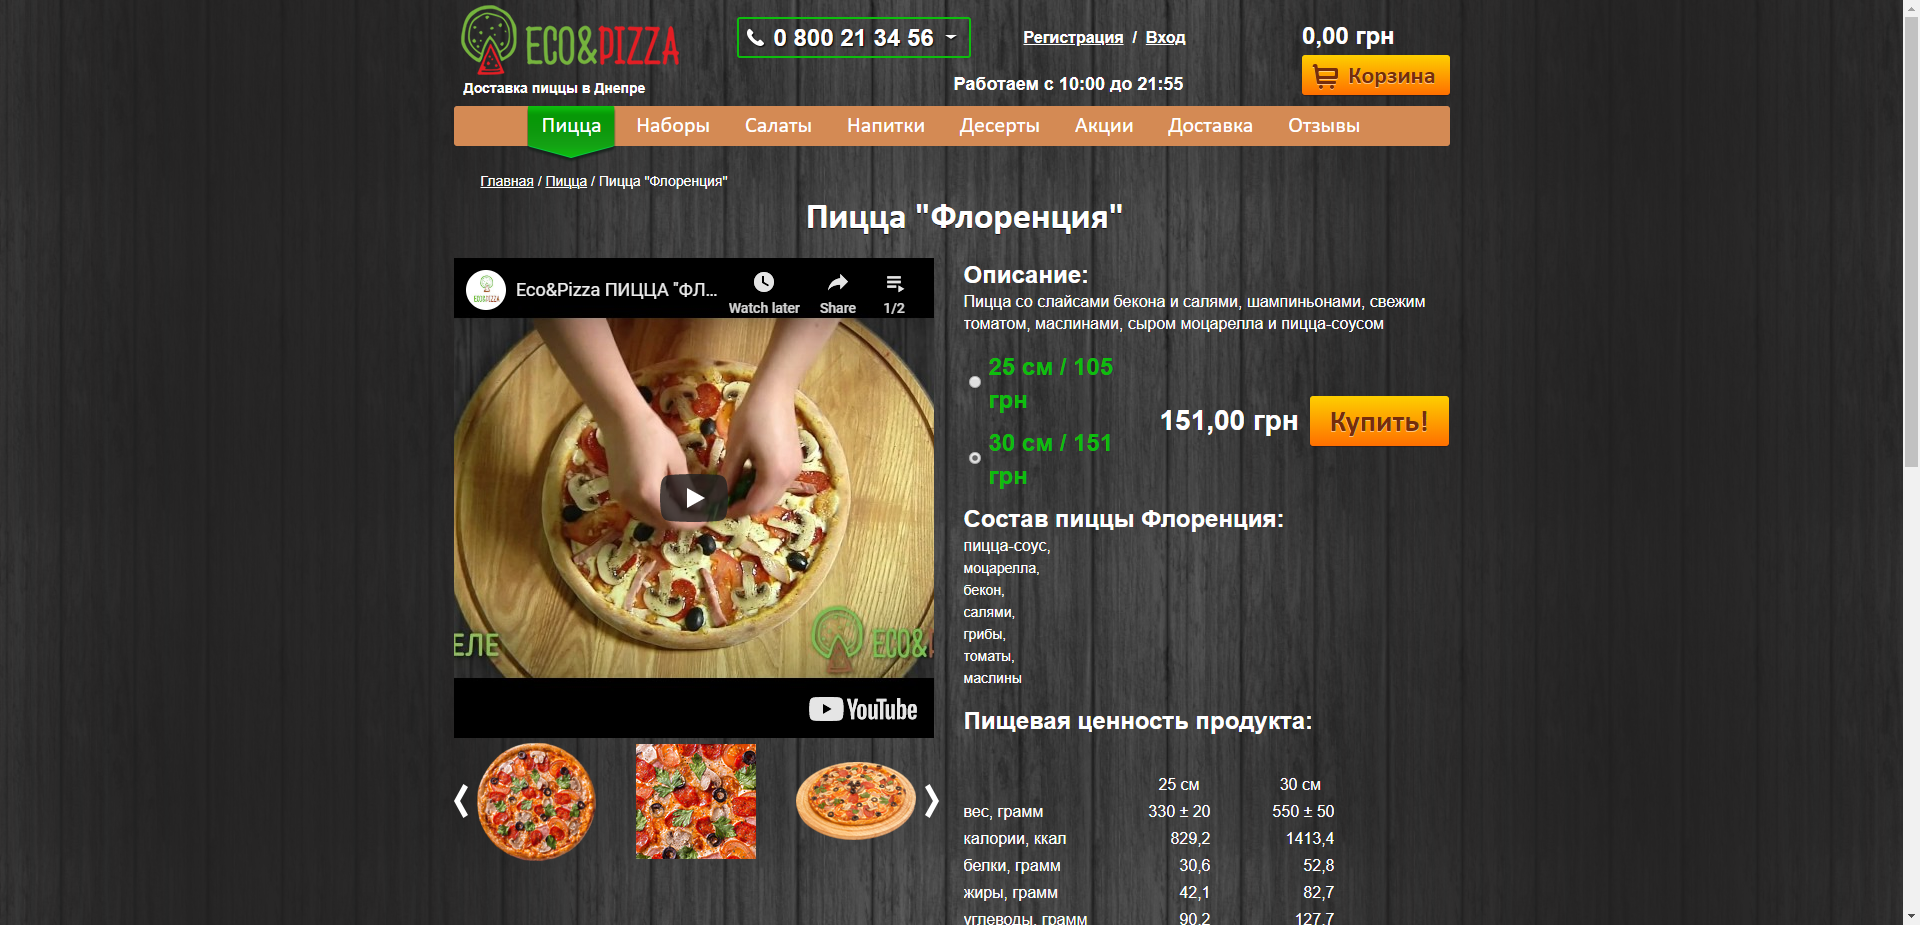 ECO&PIZZA
Доставка пиццы в Днепре
0 800 21 34 56
Регистрация / Вход
Работаем с 10:00 до 21:55
0,00 грн
Корзина
Пицца Наборы Салаты Напитки Десерты Акции Доставка Отзывы
Главная / Пицца / Пицца "Флоренция"
Пицца "Флоренция"
ECO&PIZZA
Eco&Pizza ПИЦЦА "ФЛ...
Watch later
Share
1/2
ЕЛЕ
ECO&
YouTube
Описание:
Пицца со слайсами бекона и салями, шампиньонами, свежим
томатом, маслинами, сыром моцарелла и пицца-соусом
25 см / 105
грн
30 см / 151
грн
151,00 грн
Купить!
Состав пиццы Флоренция:
пицца-соус,
моцарелла,
бекон,
салями,
грибы,
томаты,
маслины
Пищевая ценность продукта:
25 см 30 см
вес, грамм 330 ± 20 550 ± 50
калории, ккал 829,2 1413,4
белки, грамм 30,6 52,8
жиры, грамм 42,1 82,7
углеводы, грамм 90,2 127,7